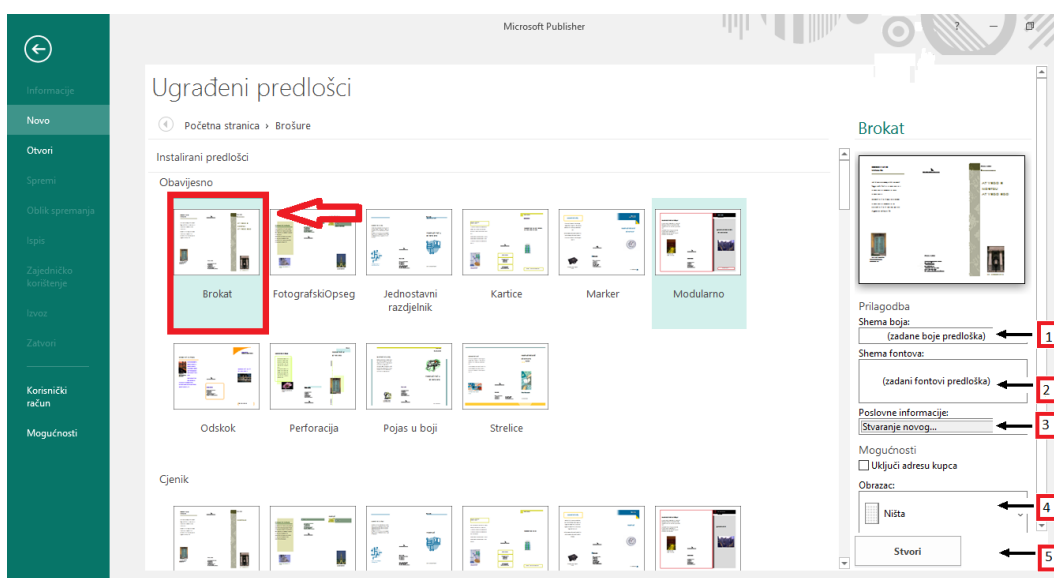 Microsoft Publisher
?
Informacije
Novo
Otvori
Spremi
Oblik spremanja
Ispis
Zajedničko
korištenje
Izvoz
Zatvori
Korisnički
račun
Mogućnosti
Ugrađeni predlošci
Početna stranica › Brošure
Instalirani predlošci
Obavijesno
Brokat
FotografskiOpseg
Jednostavni
razdjelnik
Kartice
Marker
Modularno
Odskok
Perforacija
Pojas u boji
Strelice
Cjenik
Brokat
Prilagodba
Shema boja:
(zadane boje predloška)
1
Shema fontova:
(zadani fontovi predloška)
2
Poslovne informacije:
Stvaranje novog...
3
Mogućnosti
Uključi adresu kupca
Obrazac:
Ništa
4
Stvori
5